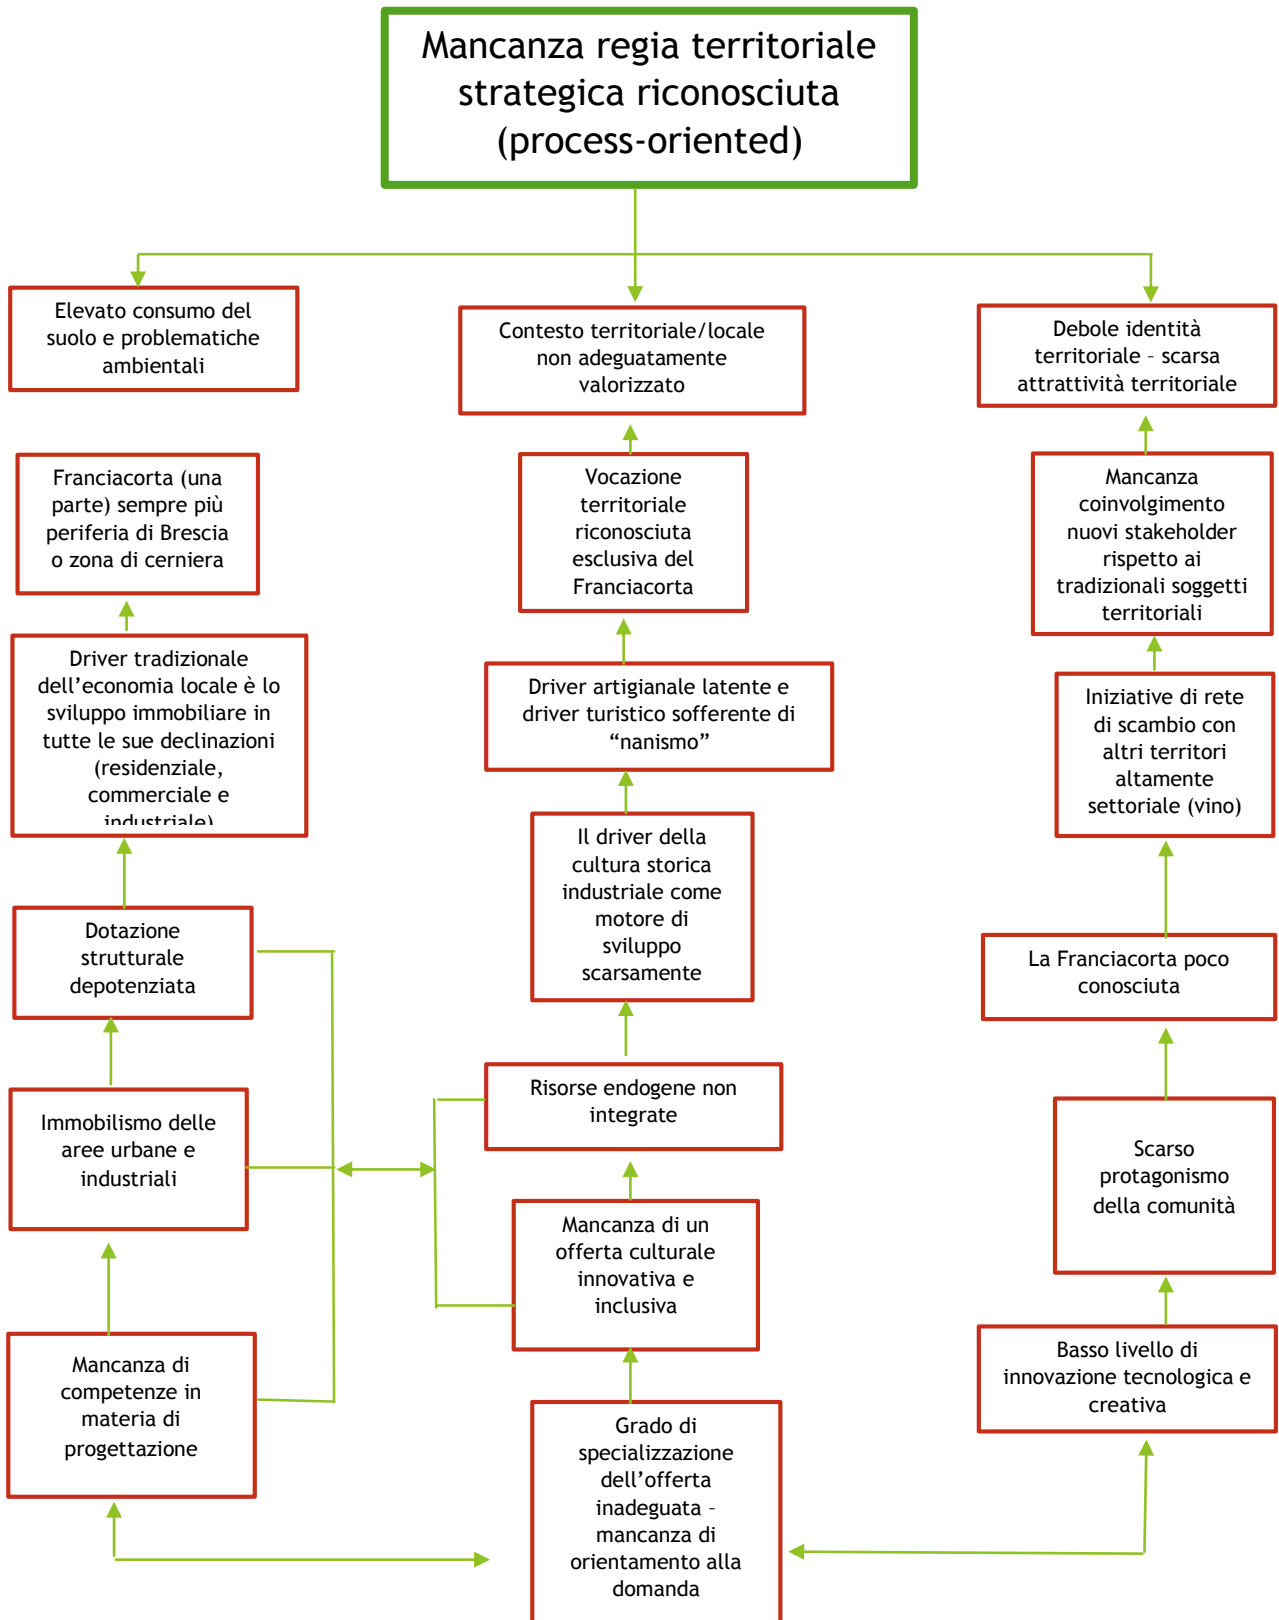 Mancanza regia territoriale
strategica riconosciuta
(process-oriented)
Elevato consumo del
suolo e problematiche
ambientali
Contesto territoriale/locale
non adeguatamente
valorizzato
Debole identità
territoriale – scarsa
attrattività territoriale
Franciacorta (una
parte) sempre più
periferia di Brescia
o zona di cerniera
Vocazione
territoriale
riconosciuta
esclusiva del
Franciacorta
Mancanza
coinvolgimento
nuovi stakeholder
rispetto ai
tradizionali soggetti
territoriali
Driver tradizionale
dell’economia locale è lo
sviluppo immobiliare in
tutte le sue declinazioni
(residenziale,
commerciale e
industriale)
Driver artigianale latente e
driver turistico sofferente di
“nanismo”
Iniziative di rete
di scambio con
altri territori
altamente
settoriale (vino)
Il driver della
cultura storica
industriale come
motore di
sviluppo
scarsamente
Dotazione
strutturale
depotenziata
La Franciacorta poco
conosciuta
Immobilismo delle
aree urbane e
industriali
Risorse endogene non
integrate
Scarso
protagonismo
della comunità
Mancanza di un
offerta culturale
innovativa e
inclusiva
Mancanza di
competenze in
materia di
progettazione
Basso livello di
innovazione tecnologica e
creativa
Grado di
specializzazione
dell’offerta
inadeguata –
mancanza di
orientamento alla
domanda